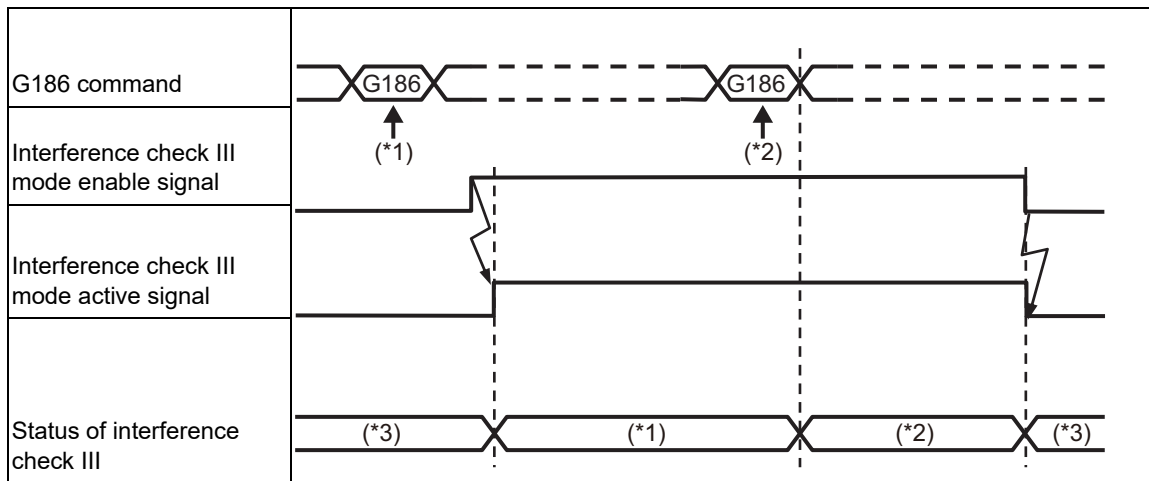 G186 command
G186
G186
(*1)
(*2)
Interference check III
mode enable signal
Interference check III
mode active signal
Status of interference
check III
(*3)
(*1)
(*2)
(*3)